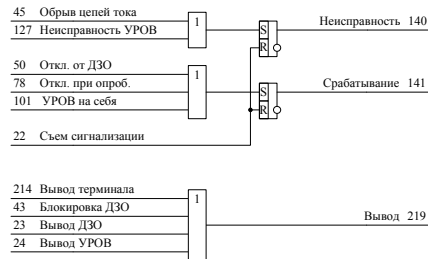 45 Обрыв цепей тока
127 Неисправность УРОВ
1
S
R
Неисправность 140
50 Откл. от ДЗО
78 Откл. при опроб.
101 УРОВ на себя
1
S
R
Срабатывание 141
22 Съем сигнализации
214 Вывод терминала
43 Блокировка ДЗО
23 Вывод ДЗО
24 Вывод УРОВ
1
Вывод 219